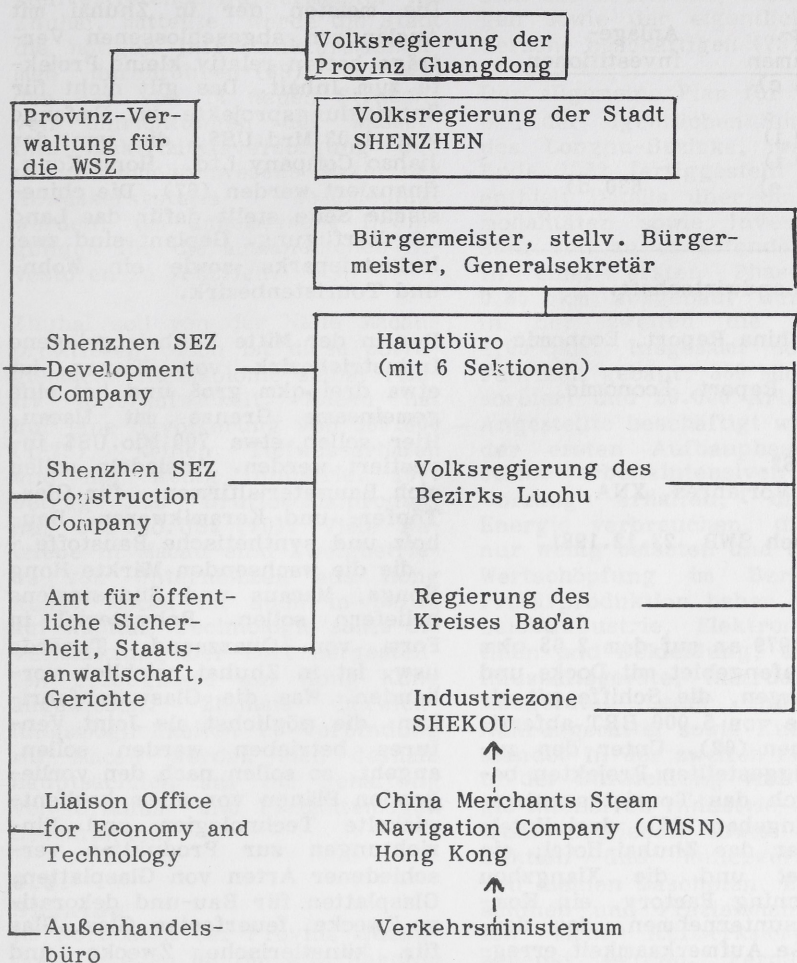 Volksregierung der
Provinz Guangdong
Provinz-Ver-
waltung für
die WSZ
Volksregierung der Stadt
SHENZHEN
Bürgermeister, stellv. Bürger-
meister, Generalsekretär
Shenzhen SEZ
Development
Company
Hauptbüro
(mit 6 Sektionen)
Shenzhen SEZ
Construction
Company
Volksregierung des
Bezirks Luohu
Amt für öffent-
liche Sicher-
heit, Staats-
anwaltschaft,
Gerichte
Regierung des
Kreises Bao'an
Industriezone
SHEKOU
Liaison Office
for Economy and
Technology
China Merchants Steam
Navigation Company (CMSN)
Hong Kong
Außenhandels-
büro
Verkehrsministerium